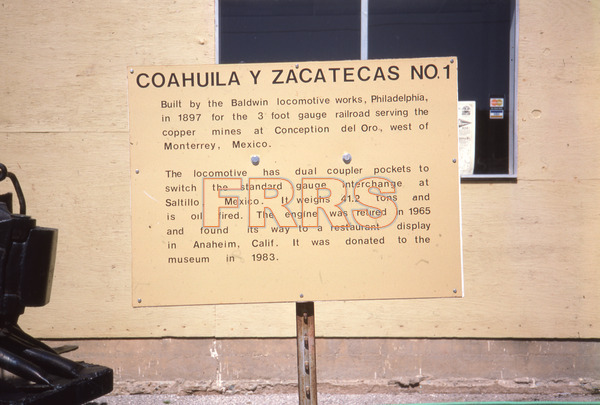 COAHUILA Y ZACATECAS NO.1
Built by the Baldwin locomotive works, Philadelphia,
in 1897 for the 3 foot gauge railroad serving the
copper mines at Conception del Oro, west of
Monterrey, Mexico.
The locomotive has dual coupler pockets to
switch the standard gauge interchange at
Saltillo Mexico. It weighs 41.2 tons and
is oil fired. The engine was retired in 1965
and found its way to a restaurant display
in Anaheim, Calif. It was donated to the
museum in 1983.
FRRS